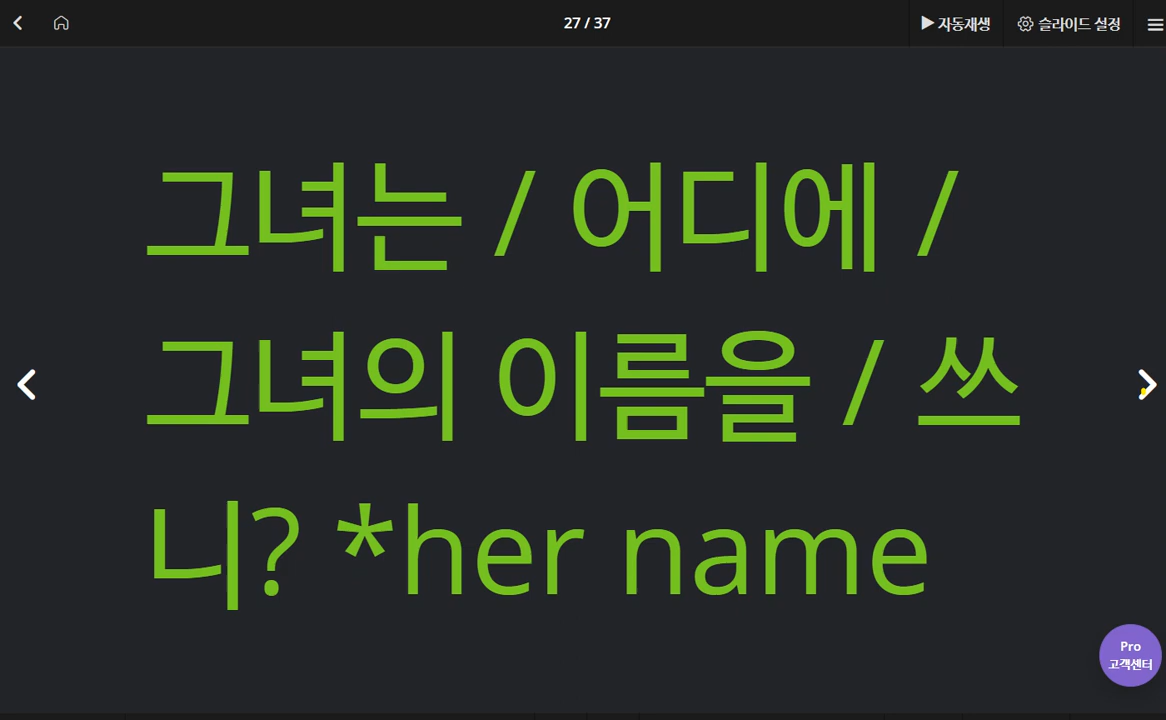 27 / 37
자동재생
슬라이드 설정
그녀는 / 어디에 /
그녀의 이름을 / 쓰
니? *her name
Pro
고객센터